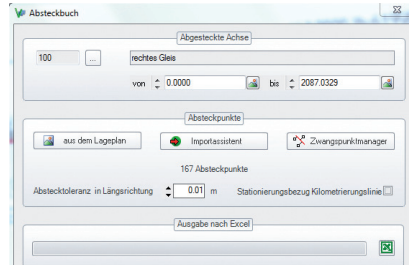 Absteckbuch
Abgesteckte Achse
100 ... rechtes Gleis
von 0.0000 bis 2087.0329
Absteckpunkte
aus dem Lageplan Importassistent Zwangspunktmanager
167 Absteckpunkte
Abstecktoleranz in Längsrichtung 0.01 m Stationierungsbezug Kilometrierungslinie
Ausgabe nach Excel